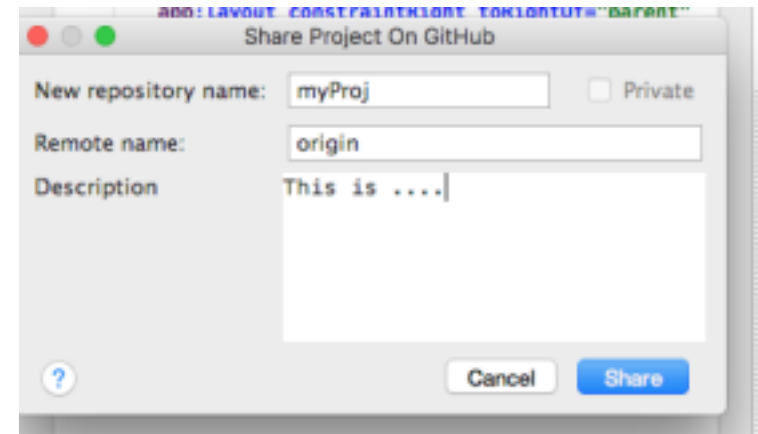 app:layout_constraintRight_toRightOf="parent"
Share Project On GitHub
New repository name: myProj Private
Remote name: origin
Description This is ....
? Cancel Share